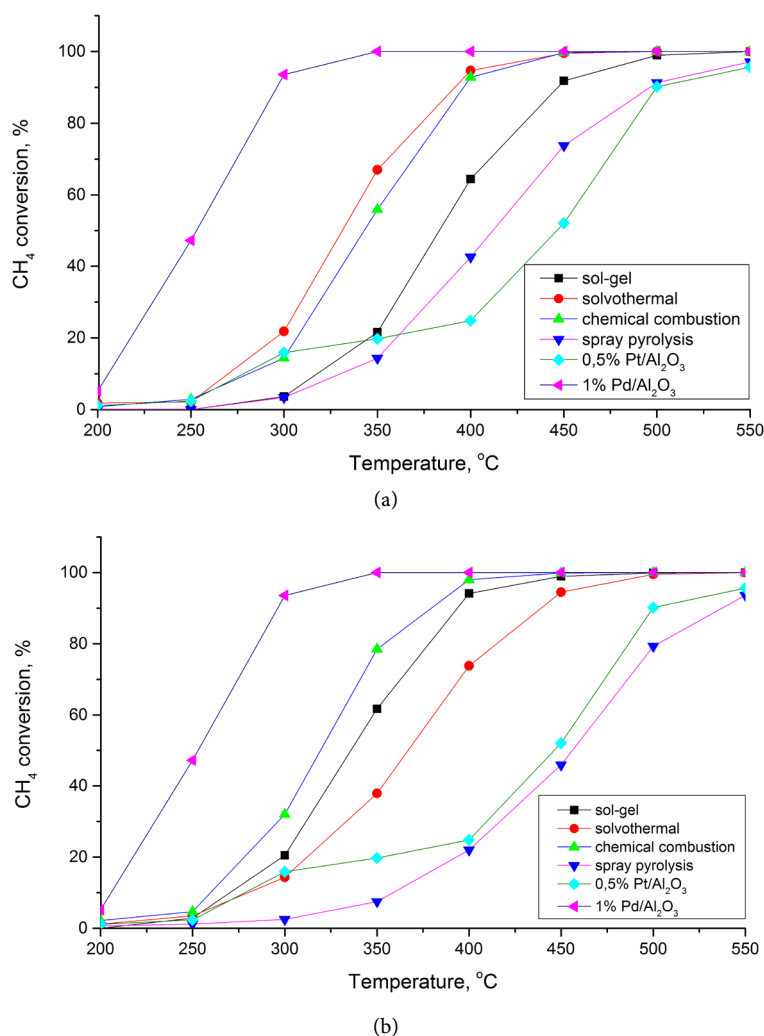 100
80
60
40
20
0
CH4 conversion, %
sol-gel
solvothermal
chemical combustion
spray pyrolysis
0,5% Pt/Al2O3
1% Pd/Al2O3
200 250 300 350 400 450 500 550
Temperature, °C
(a)
100
80
60
40
20
0
CH4 conversion, %
sol-gel
solvothermal
chemical combustion
spray pyrolysis
0,5% Pt/Al2O3
1% Pd/Al2O3
200 250 300 350 400 450 500 550
Temperature, °C
(b)